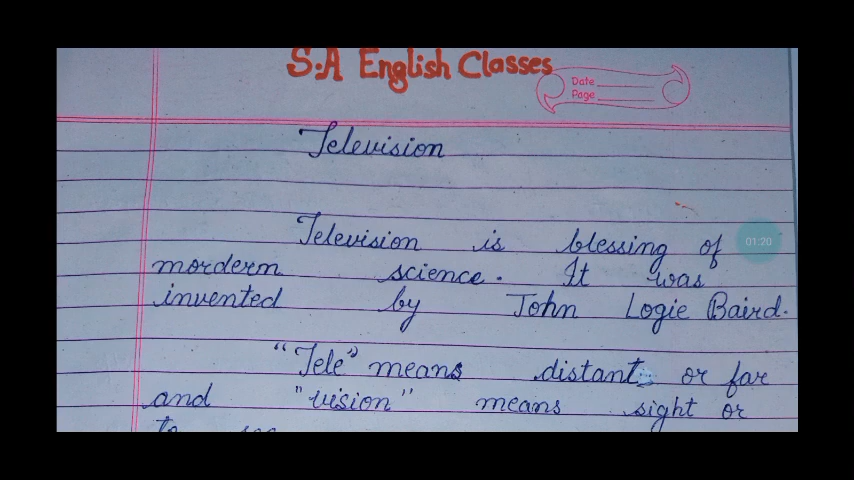 S.A English Classes
Date
Page
Television
Television is blessing of
mordern science. It was
invented by John Logie Baird.
"Tele" means distant or far
and "vision" means sight or
01:20